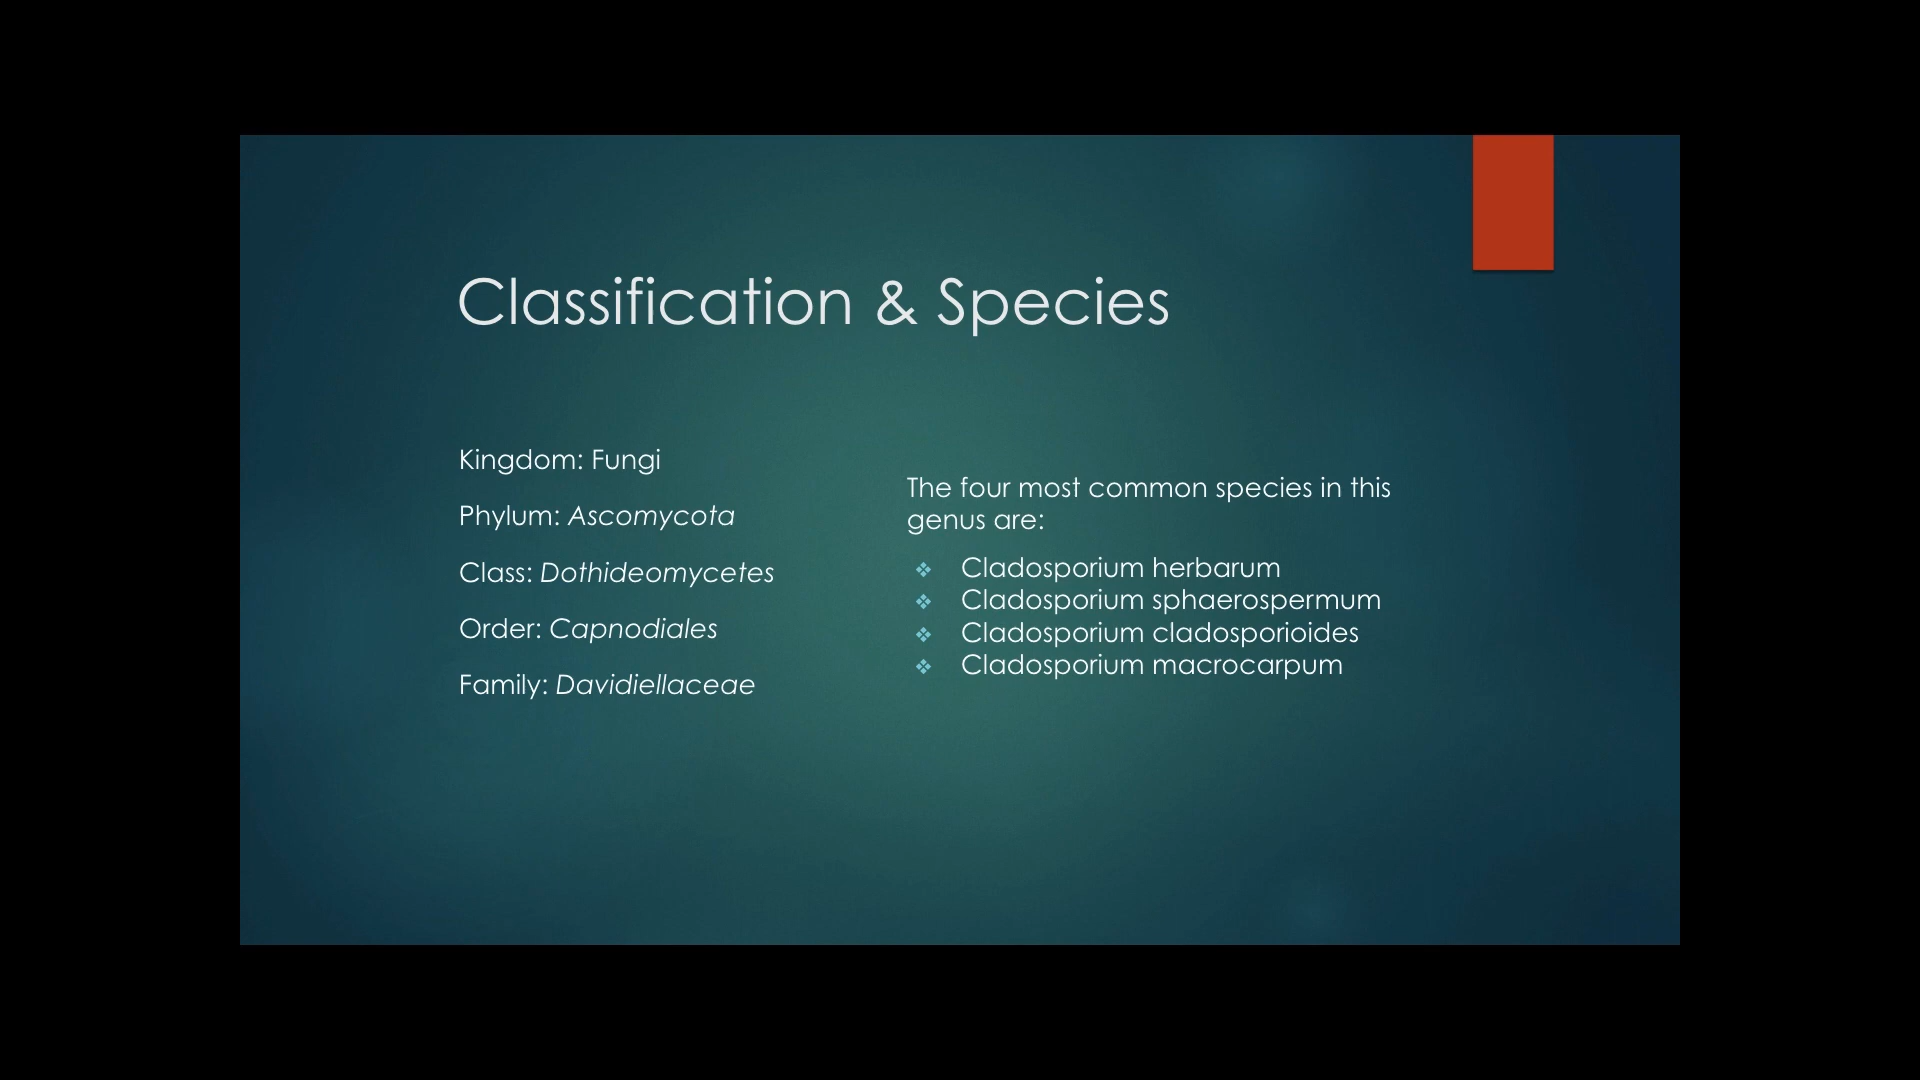 Classification & Species
Kingdom: Fungi
Phylum: Ascomycota
Class: Dothideomycetes
Order: Capnodiales
Family: Davidiellaceae
The four most common species in this
genus are:
❖ Cladosporium herbarum
❖ Cladosporium sphaerospermum
❖ Cladosporium cladosporioides
❖ Cladosporium macrocarpum